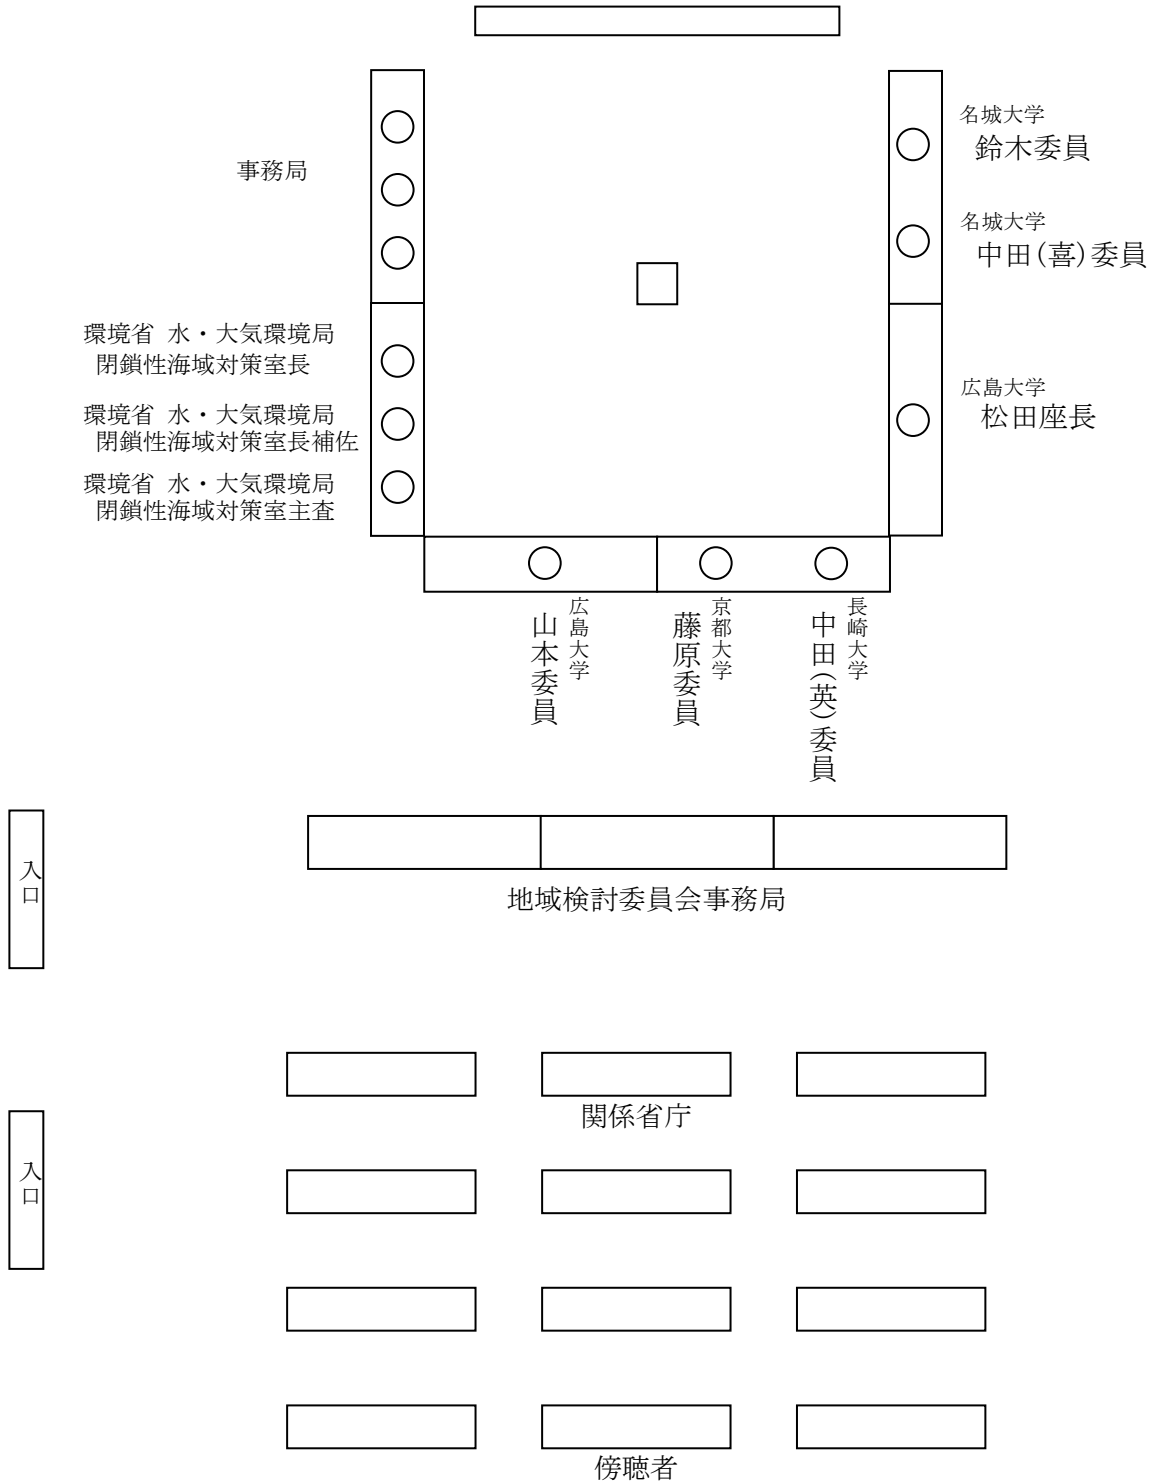 名城大学
鈴木委員
事務局
名城大学
中田(喜)委員
環境省 水・大気環境局
閉鎖性海域対策室長
環境省 水・大気環境局
閉鎖性海域対策室長補佐
環境省 水・大気環境局
閉鎖性海域対策室主査
広島大学
松田座長
広島大学
山本委員
京都大学
藤原委員
長崎大学
中田(英)委員
入口
地域検討委員会事務局
関係省庁
入口
傍聴者